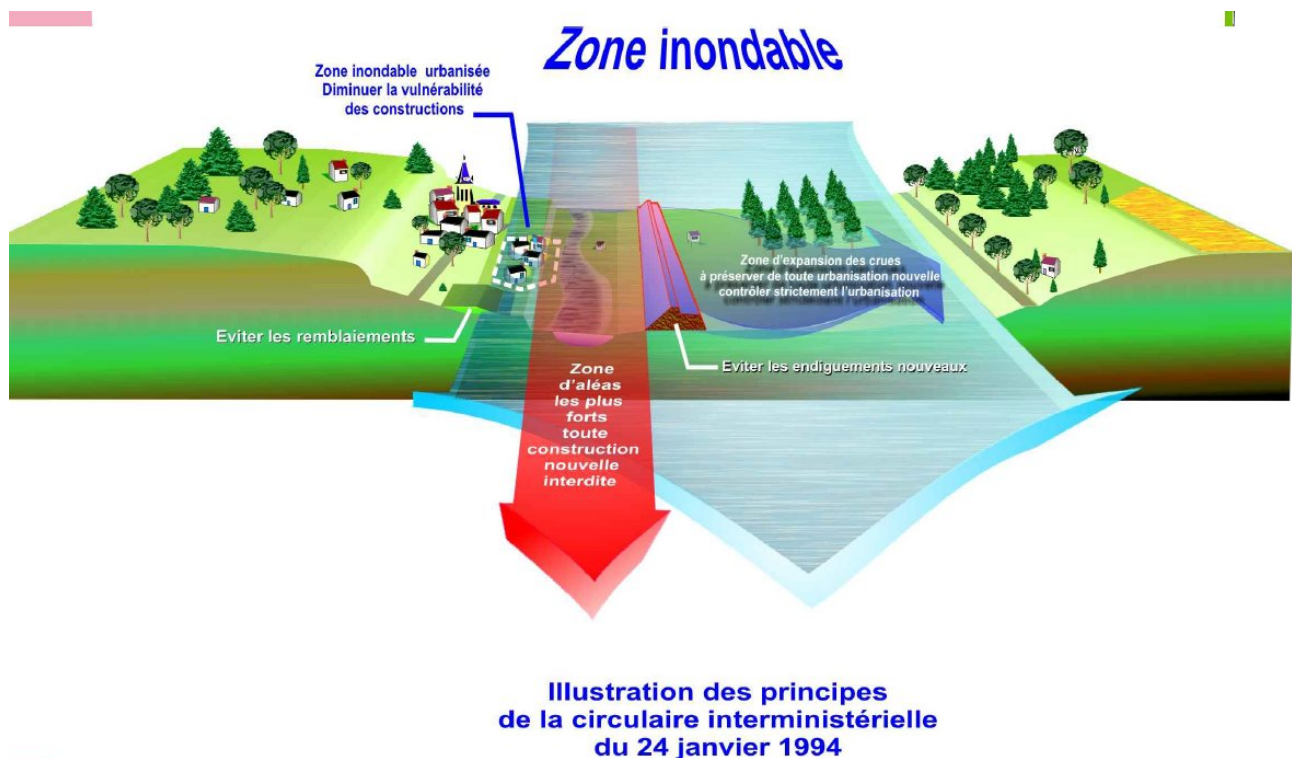 Zone inondable
Zone inondable urbanisée
Diminuer la vulnérabilité
des constructions
Zone d'expansion des crues
à préserver de toute urbanisation nouvelle
contrôler strictement l'urbanisation
Eviter les remblaiements
Eviter les endiguements nouveaux
Zone
d'aléas
les plus
forts
toute
construction
nouvelle
interdite
Illustration des principes
de la circulaire interministérielle
du 24 janvier 1994